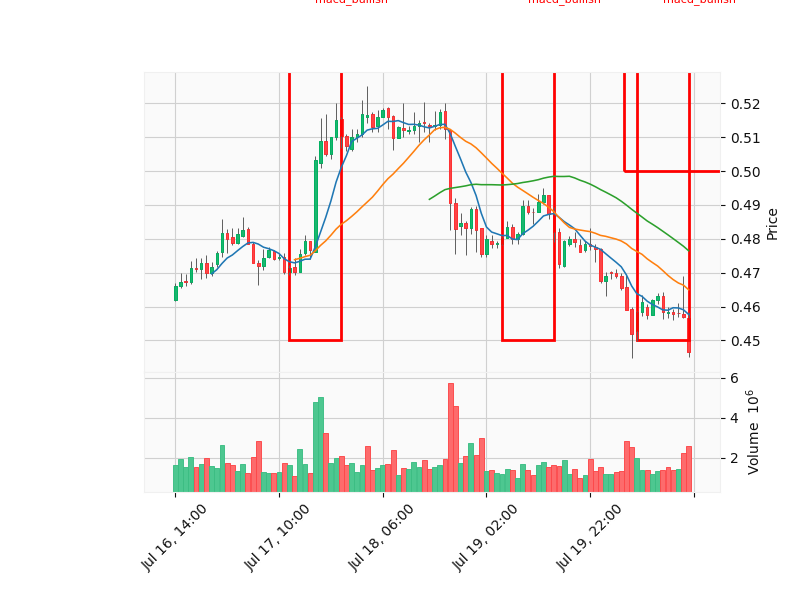 macd_bullish macd_bullish macd_bullish
0.52
0.51
0.50
0.49
0.48
0.47
0.46
0.45
Price
6
4
2
Volume 10^6
Jul 16, 14:00
Jul 17, 10:00
Jul 18, 06:00
Jul 19, 02:00
Jul 19, 22:00